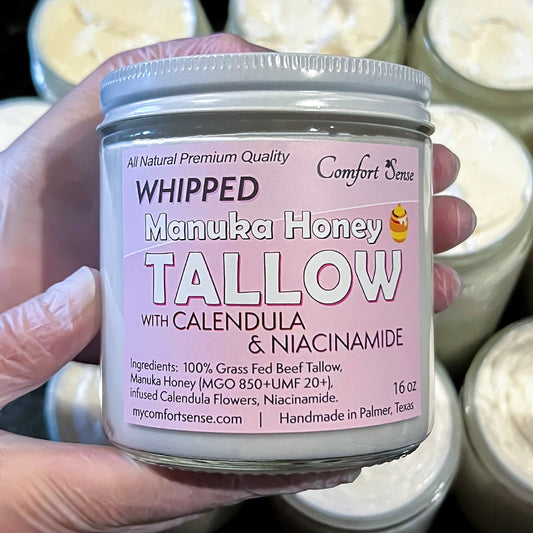 All Natural Premium Quality
Comfort Sense
WHIPPED
Manuka Honey
TALLOW
WITH CALENDULA
& NIACINAMIDE
Ingredients: 100% Grass Fed Beef Tallow,
Manuka Honey (MGO 850+UMF 20+),
infused Calendula Flowers, Niacinamide.
16 oz
mycomfortsense.com | Handmade in Palmer, Texas